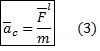 a̅_c = F̅^l / m (3)